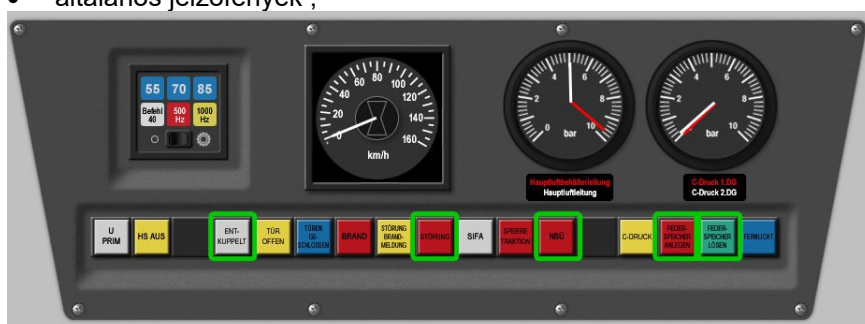 • általános jelzőfények ;
55 70 85
Befehl 40
500 Hz
1000 Hz
0 20 40 60 80 100 120 140 160
km/h
0 2 4 6 8 10
bar
0 2 4 6 8 10
bar
Hauptluftbehälterleitung
Hauptluftleitung
C-Druck 1.DG
C-Druck 2.DG
U
PRIM
HS AUS
ENT-
KUPPELT
TÜR
OFFEN
TÜREN
GE-
SCHLOSSEN
BRAND
STÖRUNG
BRAND-
MELDUNG
STÖRUNG
SIFA
SPERRE
TRAKTION
NBÜ
C-DRUCK
FEDER-
SPEICHER
ANLEGEN
FEDER-
SPEICHER
LÖSEN
FERNLICHT